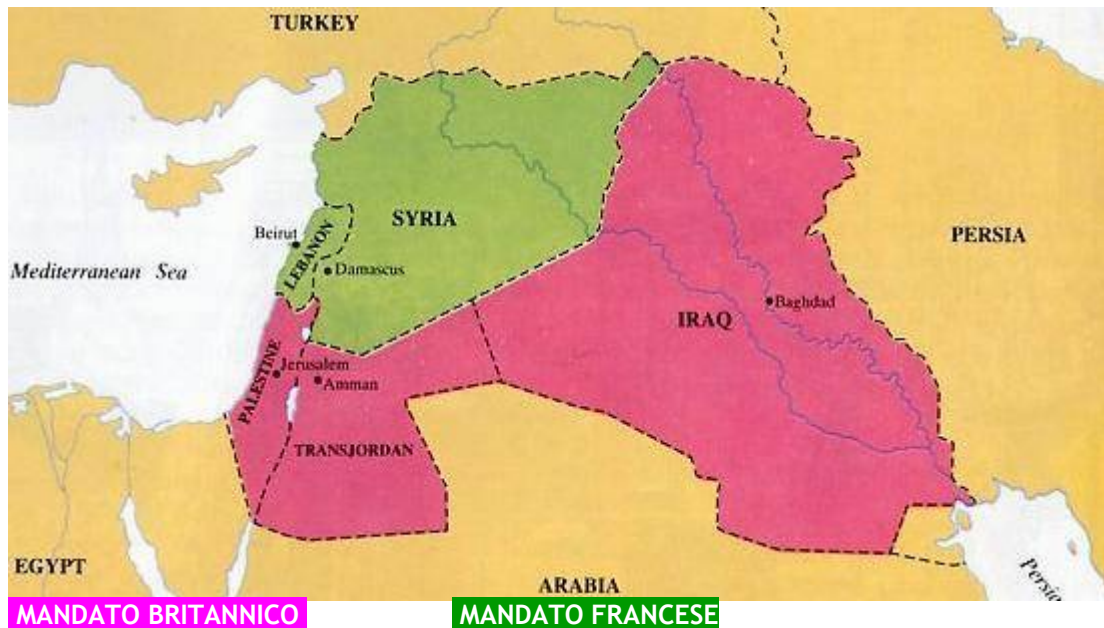 TURKEY
SYRIA
Beirut
LEBANON
Damascus
PERSIA
Mediterranean Sea
Baghdad
IRAQ
PALESTINE
Jerusalem
Amman
TRANSJORDAN
EGYPT
ARABIA
MANDATO BRITANNICO
MANDATO FRANCESE